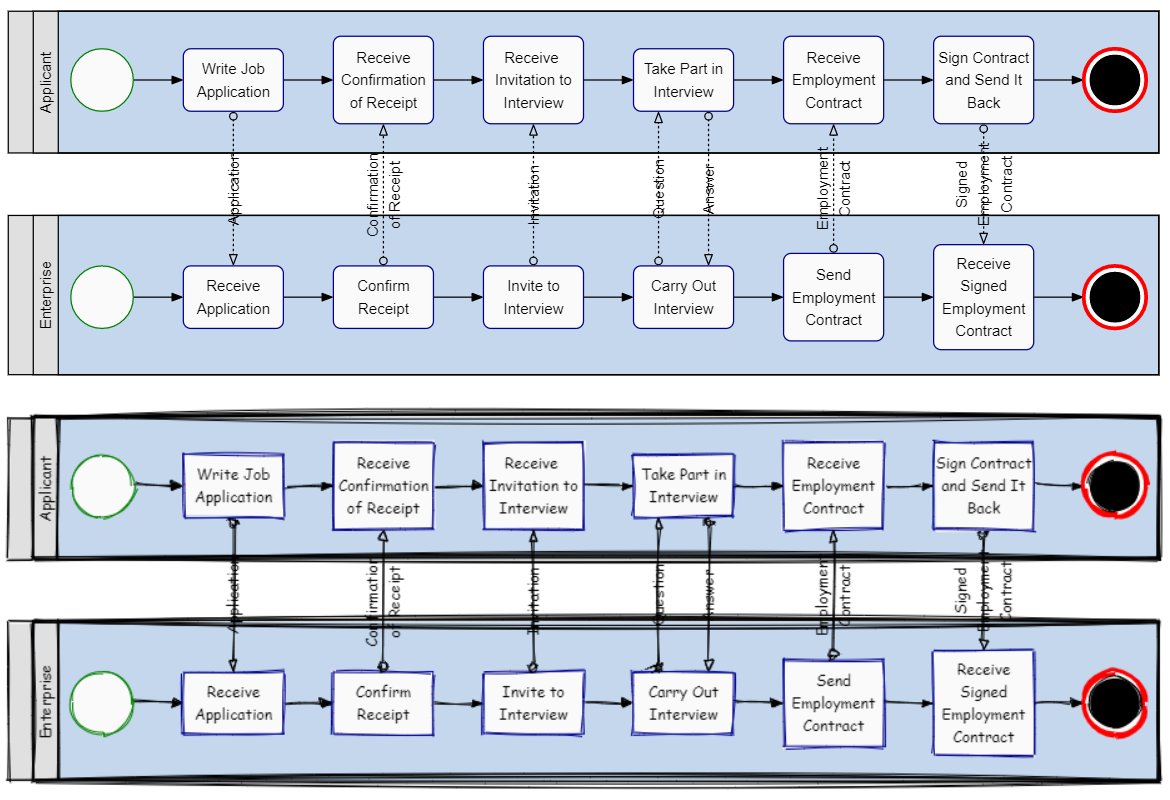 Applicant
Write Job
Application
Receive
Confirmation
of Receipt
Receive
Invitation to
Interview
Take Part in
Interview
Receive
Employment
Contract
Sign Contract
and Send It
Back
Application
Confirmation
of Receipt
Invitation
Question
Answer
Employment
Contract
Signed
Employment
Contract
Enterprise
Receive
Application
Confirm
Receipt
Invite to
Interview
Carry Out
Interview
Send
Employment
Contract
Receive
Signed
Employment
Contract
Applicant
Write Job
Application
Receive
Confirmation
of Receipt
Receive
Invitation to
Interview
Take Part in
Interview
Receive
Employment
Contract
Sign Contract
and Send It
Back
Application
Confirmation
of Receipt
Invitation
Question
Answer
Employment
Contract
Signed
Employment
Contract
Enterprise
Receive
Application
Confirm
Receipt
Invite to
Interview
Carry Out
Interview
Send
Employment
Contract
Receive
Signed
Employment
Contract